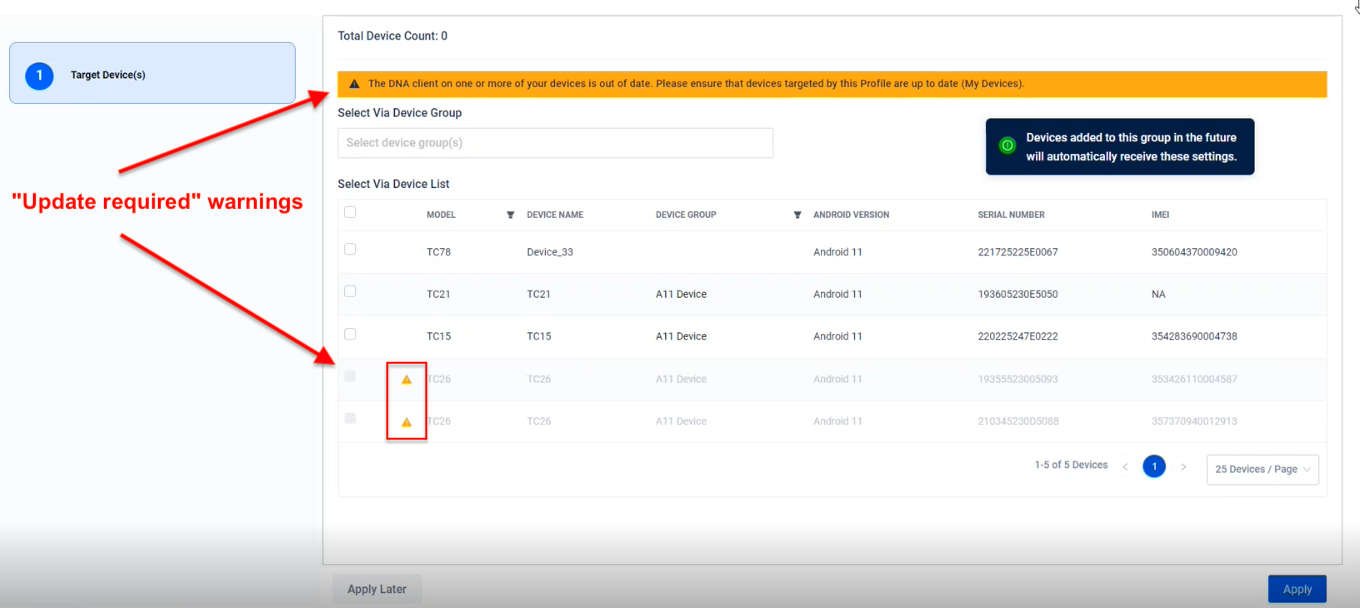 Total Device Count: 0
1 Target Device(s)
The DNA client on one or more of your devices is out of date. Please ensure that devices targeted by this Profile are up to date (My Devices).
Select Via Device Group
Select device group(s)
Devices added to this group in the future
will automatically receive these settings.
"Update required" warnings
Select Via Device List
MODEL DEVICE NAME DEVICE GROUP ANDROID VERSION SERIAL NUMBER IMEI
TC78 Device_33 Android 11 221725225E0067 350604370009420
TC21 TC21 A11 Device Android 11 193605230E5050 NA
TC15 TC15 A11 Device Android 11 220225247E0222 354283690004738
TC26 TC26 A11 Device Android 11 19355523005093 353426110004587
TC26 TC26 A11 Device Android 11 210345230D5088 357370940012913
1-5 of 5 Devices < 1 > 25 Devices / Page
Apply Later
Apply